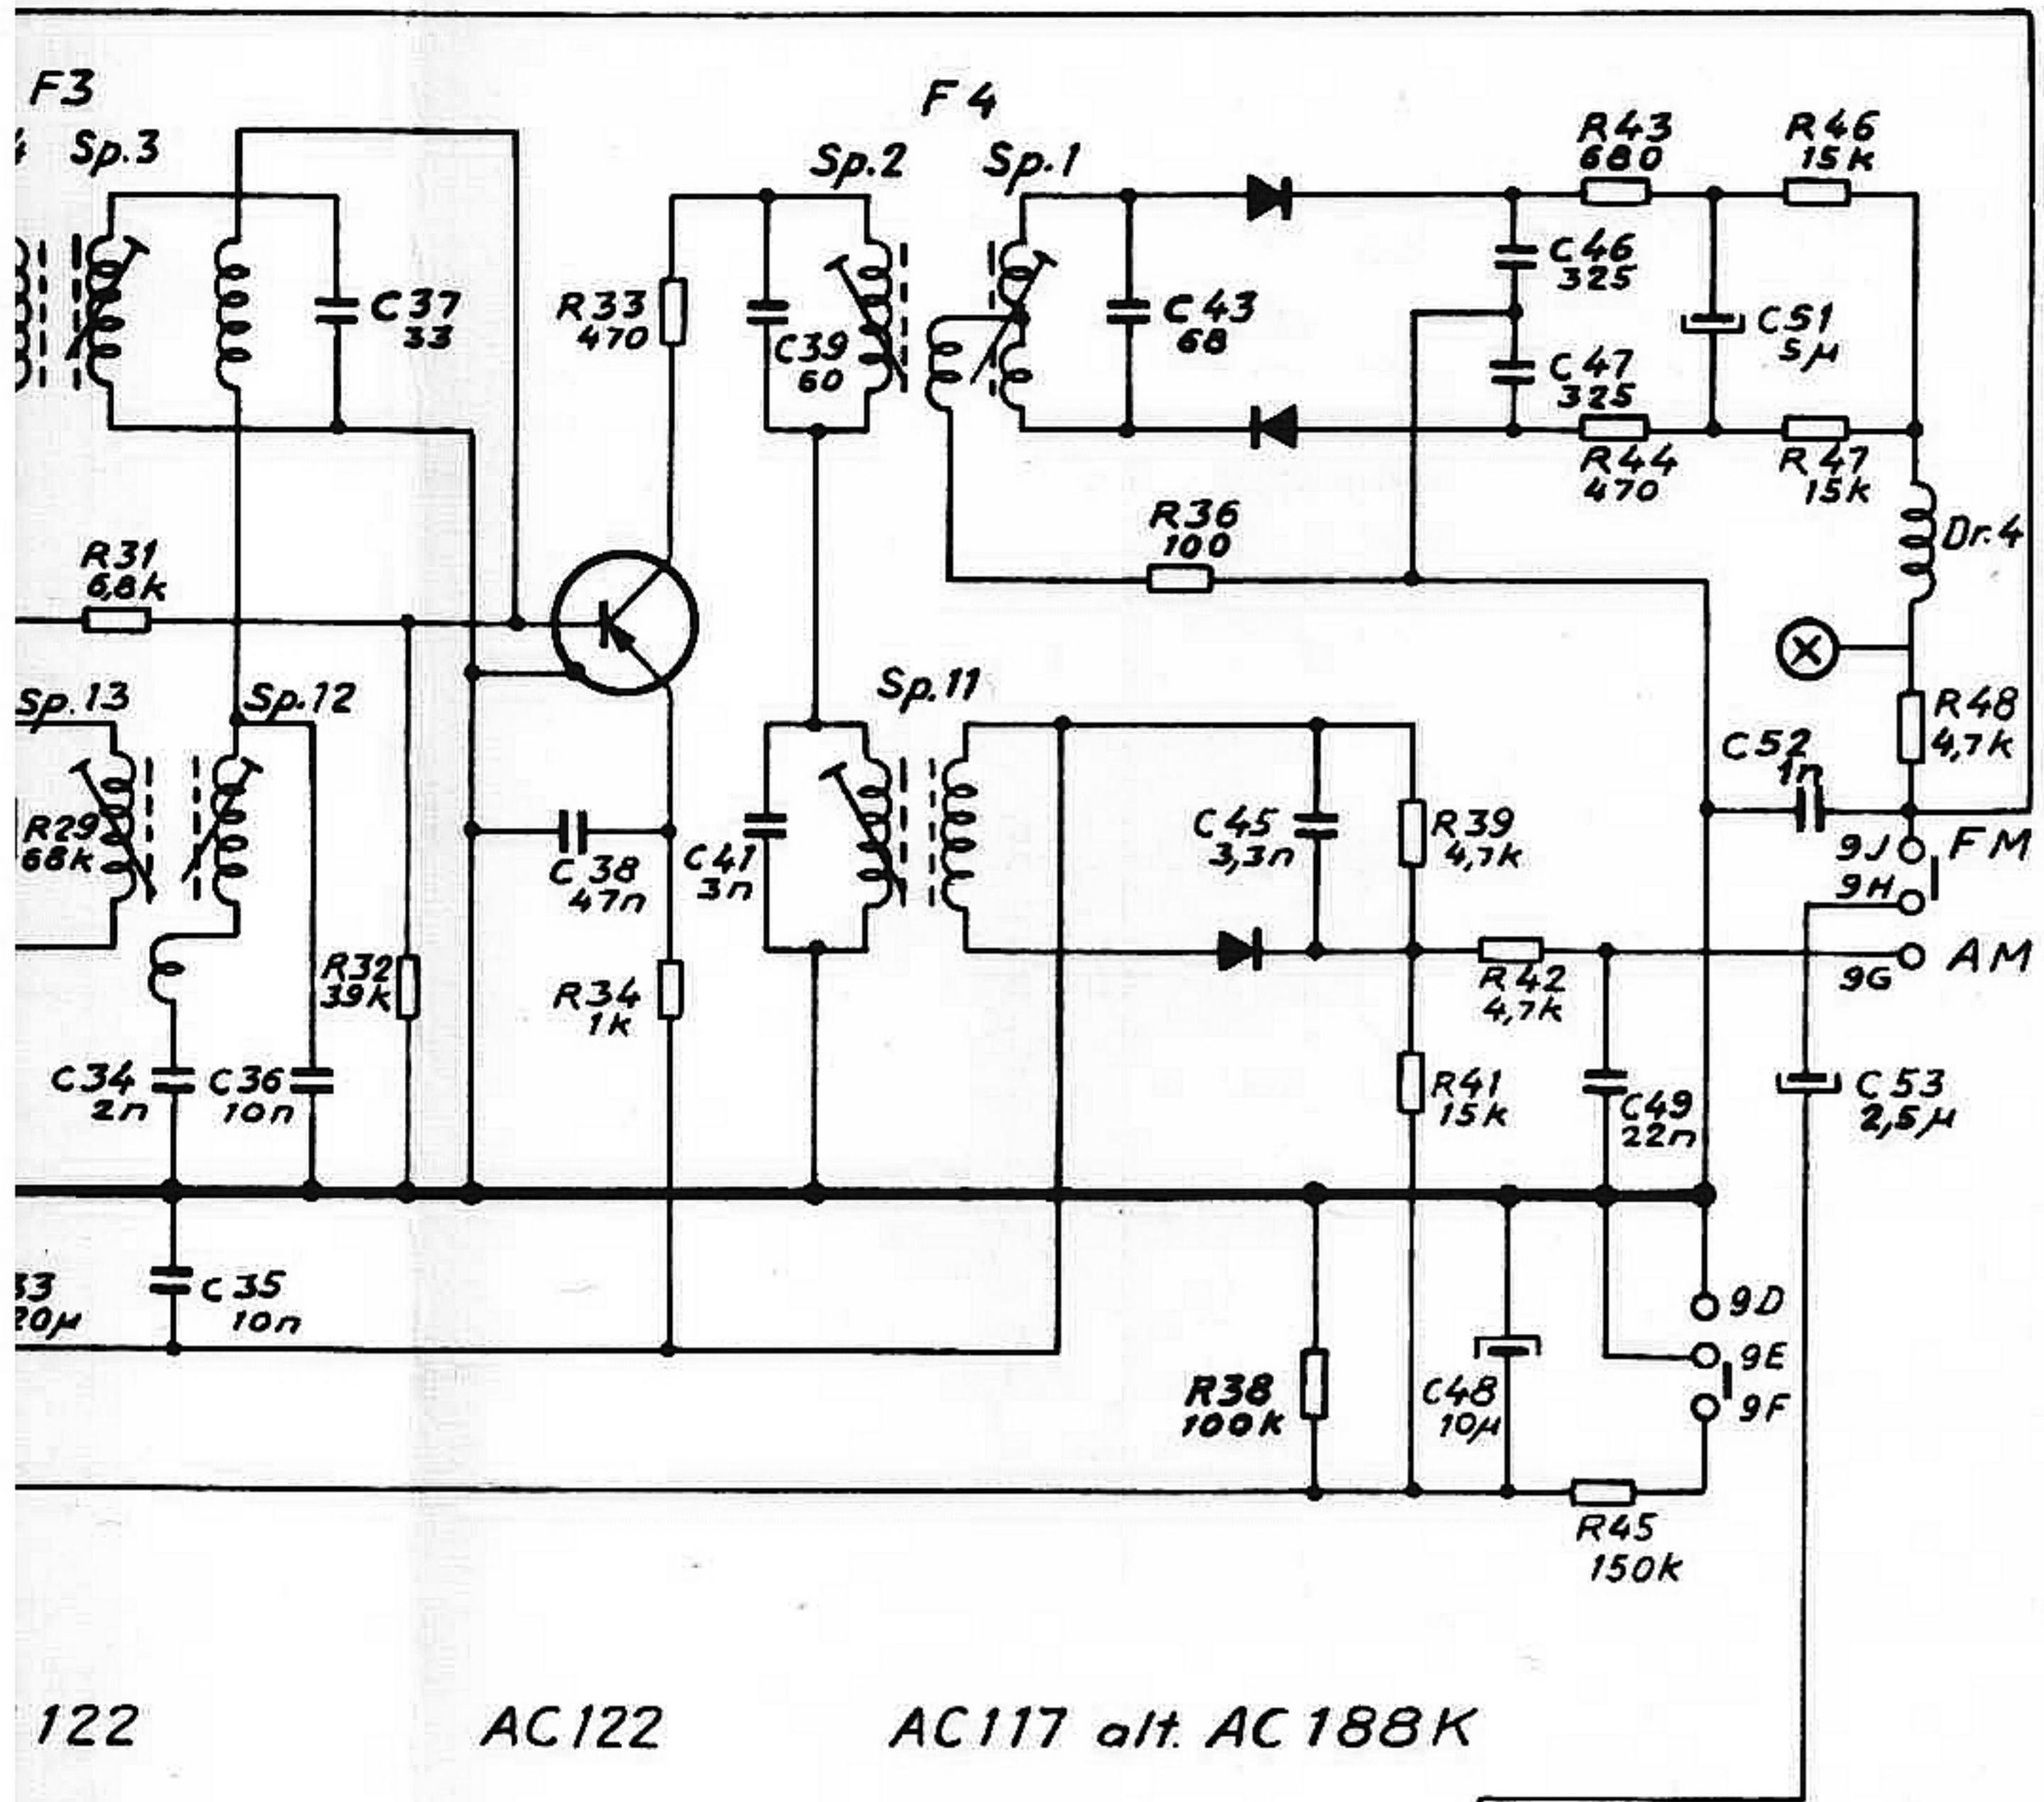 F3
F4
Sp.3
Sp.2
Sp.1
R43
680
R46
15k
C37
33
R33
470
C39
60
C43
68
C46
325
C47
325
C51
5µ
R44
470
R47
15k
R36
100
Dr.4
R31
6,8k
Sp.13
Sp.12
Sp.11
R48
4,7k
C52
1n
R29
68k
C38
47n
C41
3n
C45
3,3n
R39
4,7k
9J
FM
9H
AM
9G
R32
39k
R34
1k
R42
4,7k
C34
2n
C36
10n
R41
15k
C49
22n
C53
2,5µ
C35
10n
33
20µ
9D
9E
9F
R38
100k
C48
10µ
R45
150k
122
AC122
AC117 alt. AC188K